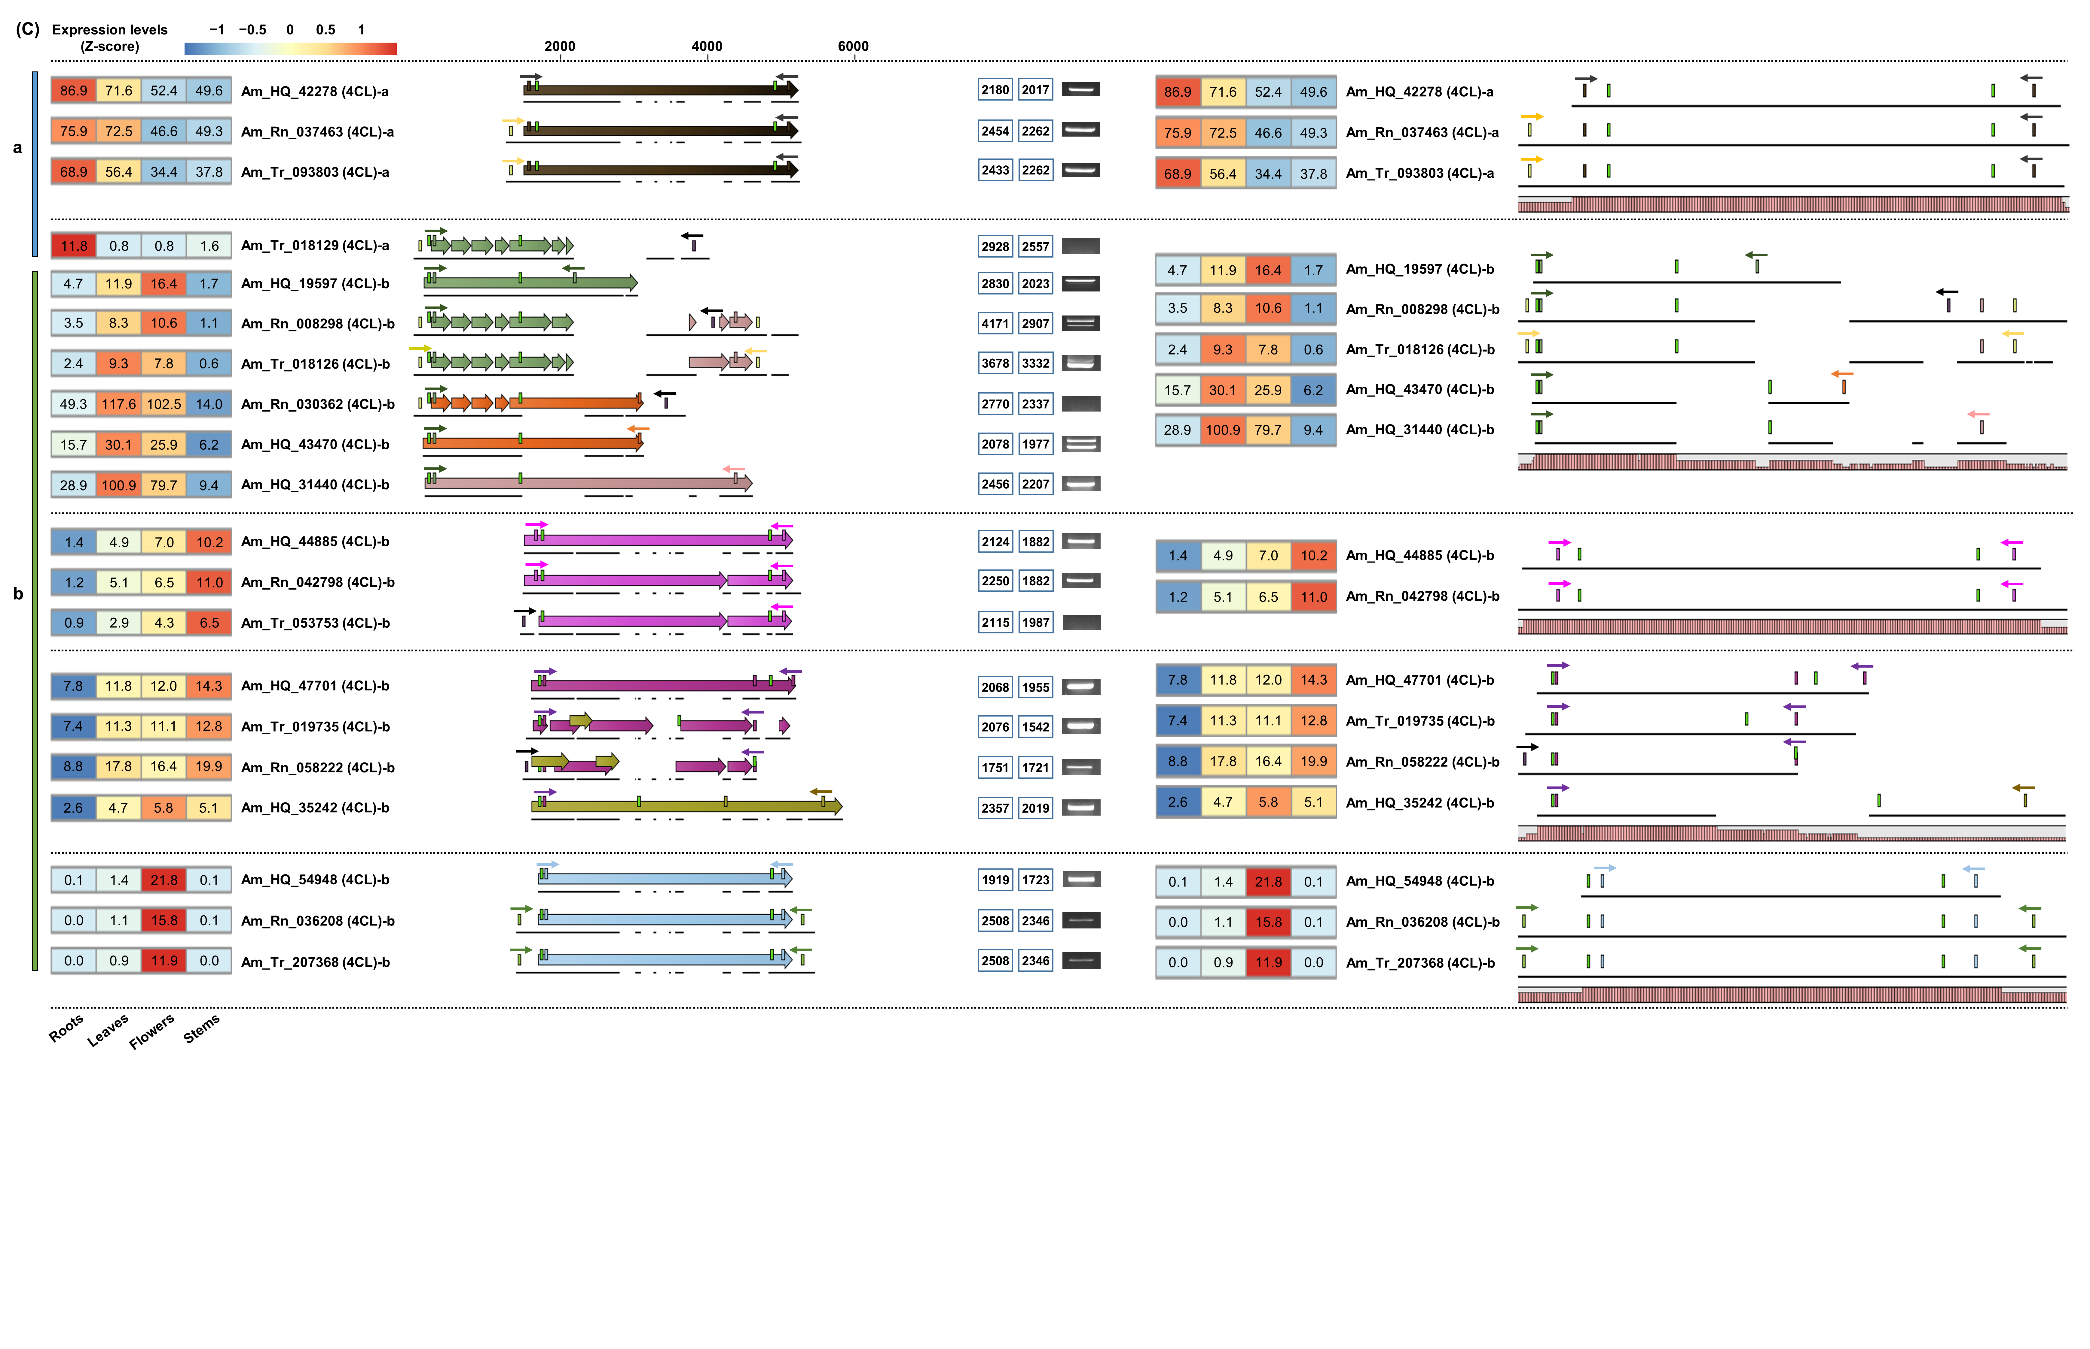 (C) Expression levels (Z-score) −1 −0.5 0 0.5 1 2000 4000 6000
a
86.9 71.6 52.4 49.6 Am_HQ_42278 (4CL)-a 2180 2017 86.9 71.6 52.4 49.6 Am_HQ_42278 (4CL)-a
75.9 72.5 46.6 49.3 Am_Rn_037463 (4CL)-a 2454 2262 75.9 72.5 46.6 49.3 Am_Rn_037463 (4CL)-a
68.9 56.4 34.4 37.8 Am_Tr_093803 (4CL)-a 2433 2262 68.9 56.4 34.4 37.8 Am_Tr_093803 (4CL)-a
11.8 0.8 0.8 1.6 Am_Tr_018129 (4CL)-a 2928 2557
b
4.7 11.9 16.4 1.7 Am_HQ_19597 (4CL)-b 2830 2023 4.7 11.9 16.4 1.7 Am_HQ_19597 (4CL)-b
3.5 8.3 10.6 1.1 Am_Rn_008298 (4CL)-b 4171 2907 3.5 8.3 10.6 1.1 Am_Rn_008298 (4CL)-b
2.4 9.3 7.8 0.6 Am_Tr_018126 (4CL)-b 3678 3332 2.4 9.3 7.8 0.6 Am_Tr_018126 (4CL)-b
49.3 117.6 102.5 14.0 Am_Rn_030362 (4CL)-b 2770 2337
15.7 30.1 25.9 6.2 Am_HQ_43470 (4CL)-b 2078 1977 15.7 30.1 25.9 6.2 Am_HQ_43470 (4CL)-b
28.9 100.9 79.7 9.4 Am_HQ_31440 (4CL)-b 2456 2207 28.9 100.9 79.7 9.4 Am_HQ_31440 (4CL)-b
1.4 4.9 7.0 10.2 Am_HQ_44885 (4CL)-b 2124 1882 1.4 4.9 7.0 10.2 Am_HQ_44885 (4CL)-b
1.2 5.1 6.5 11.0 Am_Rn_042798 (4CL)-b 2250 1882 1.2 5.1 6.5 11.0 Am_Rn_042798 (4CL)-b
0.9 2.9 4.3 6.5 Am_Tr_053753 (4CL)-b 2115 1987
7.8 11.8 12.0 14.3 Am_HQ_47701 (4CL)-b 2068 1955 7.8 11.8 12.0 14.3 Am_HQ_47701 (4CL)-b
7.4 11.3 11.1 12.8 Am_Tr_019735 (4CL)-b 2076 1542 7.4 11.3 11.1 12.8 Am_Tr_019735 (4CL)-b
8.8 17.8 16.4 19.9 Am_Rn_058222 (4CL)-b 1751 1721 8.8 17.8 16.4 19.9 Am_Rn_058222 (4CL)-b
2.6 4.7 5.8 5.1 Am_HQ_35242 (4CL)-b 2357 2019 2.6 4.7 5.8 5.1 Am_HQ_35242 (4CL)-b
0.1 1.4 21.8 0.1 Am_HQ_54948 (4CL)-b 1919 1723 0.1 1.4 21.8 0.1 Am_HQ_54948 (4CL)-b
0.0 1.1 15.8 0.1 Am_Rn_036208 (4CL)-b 2508 2346 0.0 1.1 15.8 0.1 Am_Rn_036208 (4CL)-b
0.0 0.9 11.9 0.0 Am_Tr_207368 (4CL)-b 2508 2346 0.0 0.9 11.9 0.0 Am_Tr_207368 (4CL)-b
Roots Leaves Flowers Stems